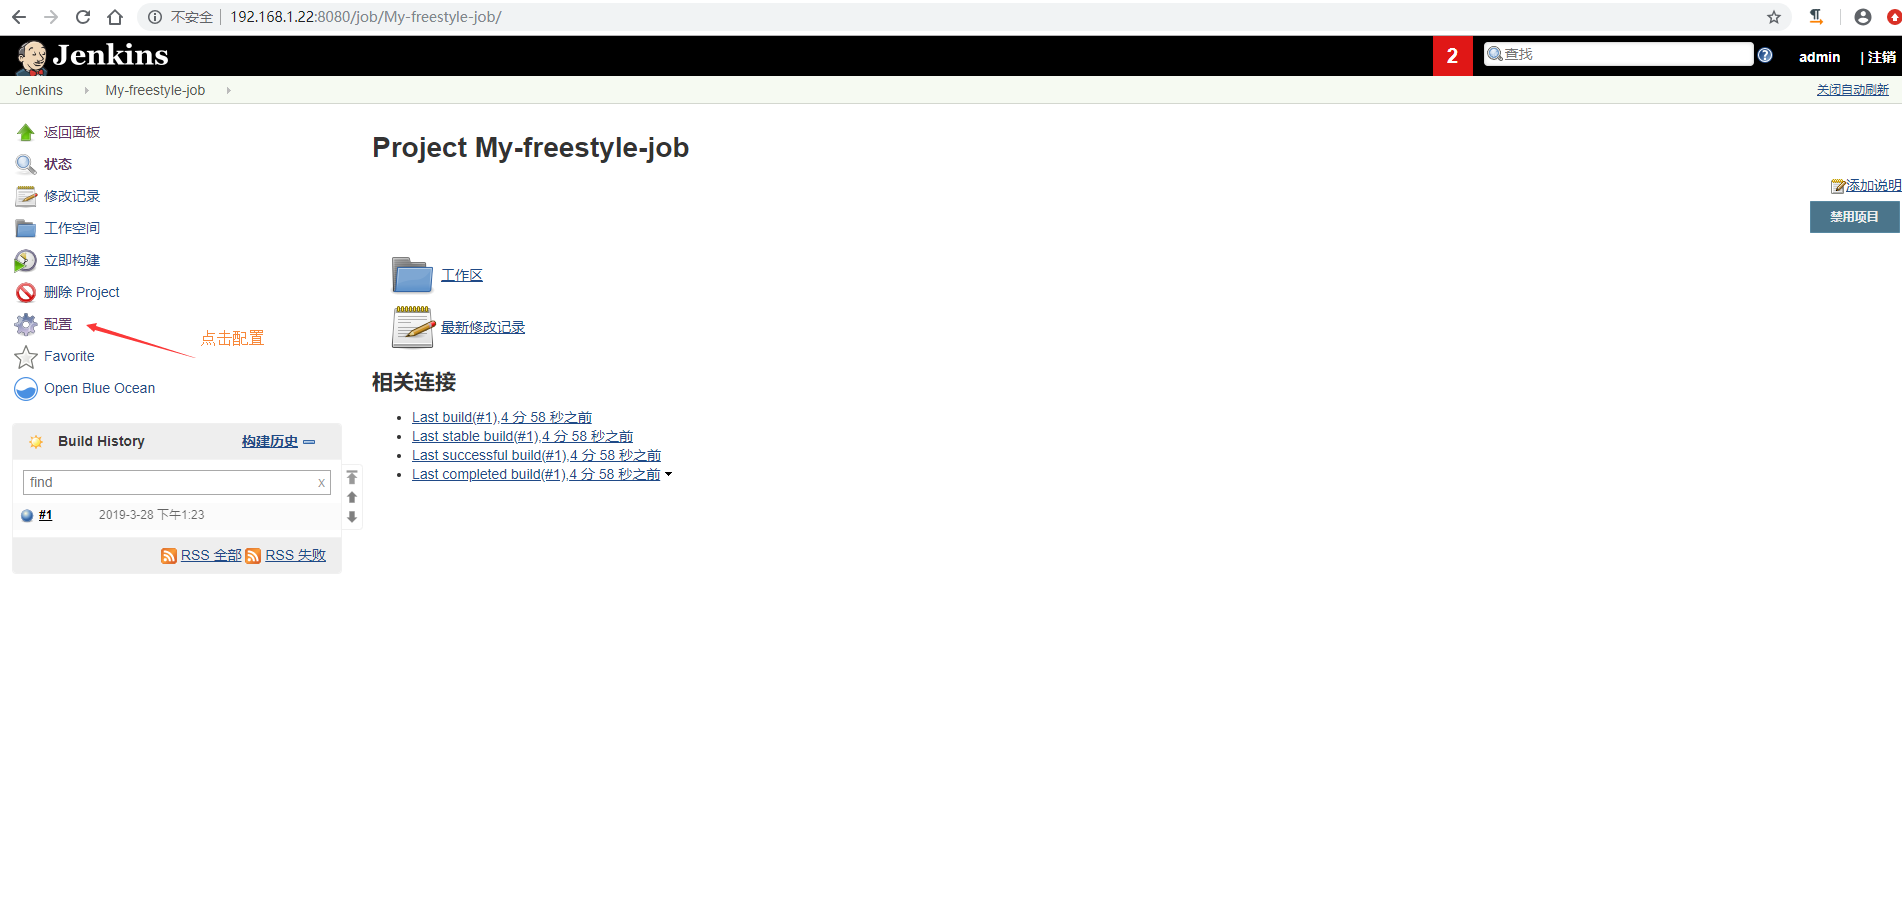 不安全 | 192.168.1.22:8080/job/My-freestyle-job/
Jenkins
2
查找
admin
| 注销
Jenkins
My-freestyle-job
关闭自动刷新
返回面板
状态
修改记录
工作空间
立即构建
删除 Project
配置
点击配置
Favorite
Open Blue Ocean
Build History
构建历史
find
x
#1
2019-3-28 下午1:23
RSS 全部
RSS 失败
Project My-freestyle-job
添加说明
禁用项目
工作区
最新修改记录
相关连接
Last build(#1),4 分 58 秒之前
Last stable build(#1),4 分 58 秒之前
Last successful build(#1),4 分 58 秒之前
Last completed build(#1),4 分 58 秒之前